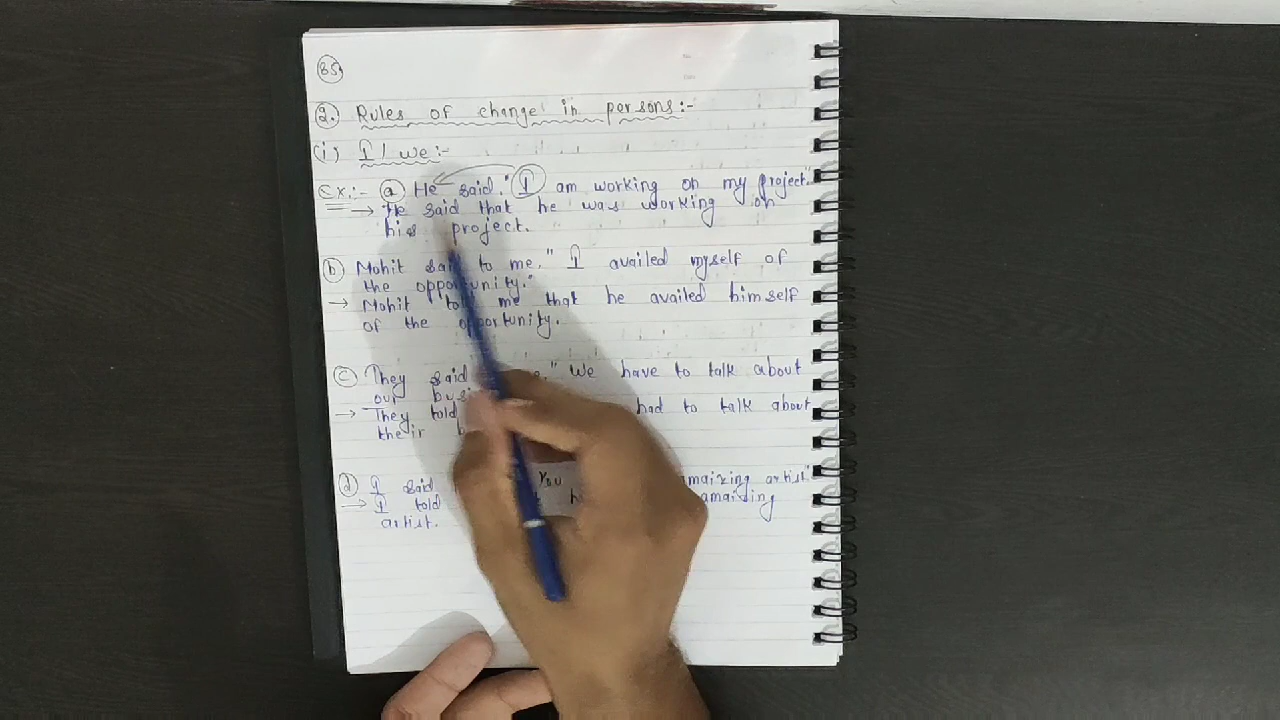 85
2. Rules of change in persons:-
(i) I/we:-
Ex:- a He said." I am working on my project."
→ He said that he was working on
his project.
b Mohit said to me." I availed myself of
the opportunity."
→ Mohit told me that he availed himself
of the opportunity.
c They said " We have to talk about
our
→ They told had to talk about
their
d I said You amaizing artist"
→ I told amaizing
artist.